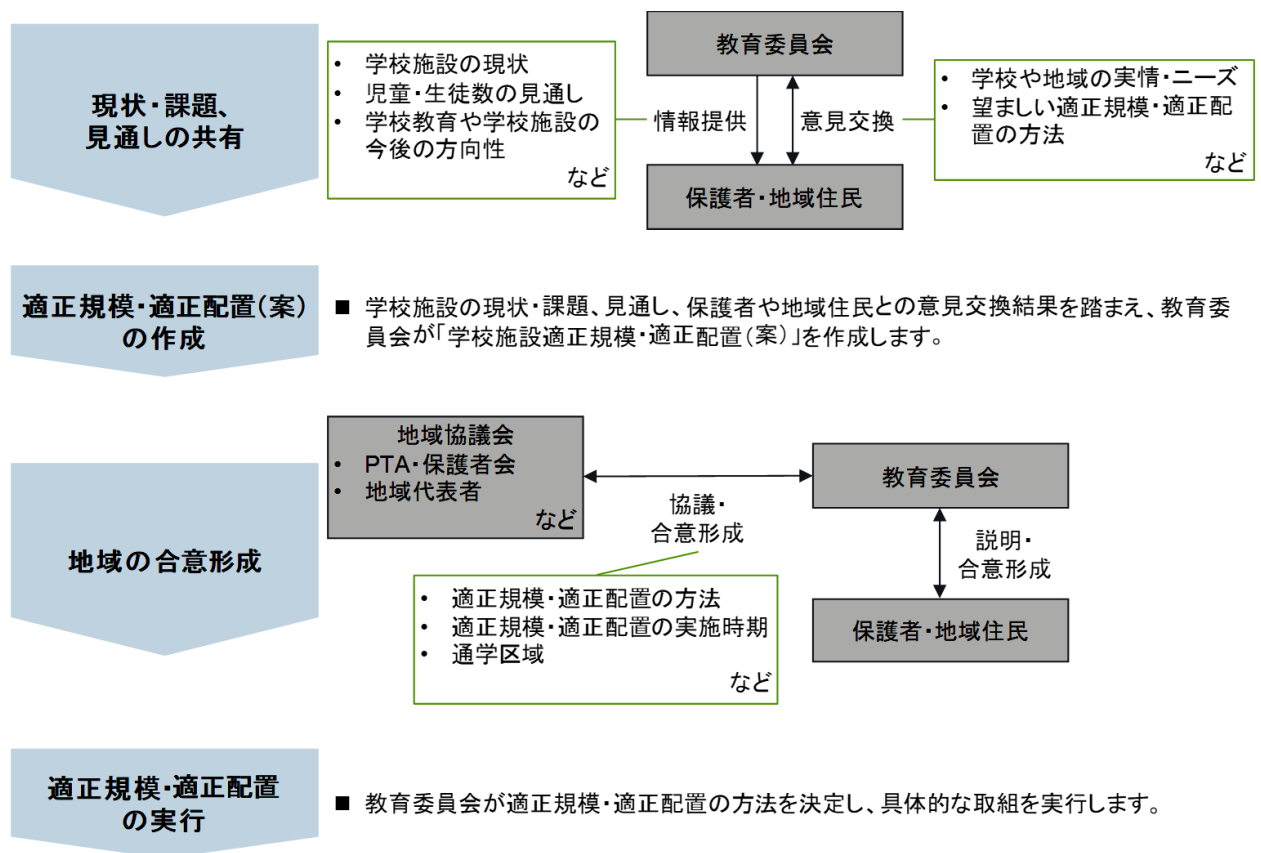 現状・課題、
見通しの共有
• 学校施設の現状
• 児童・生徒数の見通し
• 学校教育や学校施設の
今後の方向性
など
教育委員会
情報提供
意見交換
保護者・地域住民
• 学校や地域の実情・ニーズ
• 望ましい適正規模・適正配
置の方法
など
適正規模・適正配置(案)
の作成
■ 学校施設の現状・課題、見通し、保護者や地域住民との意見交換結果を踏まえ、教育委
員会が「学校施設適正規模・適正配置(案)」を作成します。
地域の合意形成
地域協議会
• PTA・保護者会
• 地域代表者
など
協議・
合意形成
• 適正規模・適正配置の方法
• 適正規模・適正配置の実施時期
• 通学区域
など
教育委員会
説明・
合意形成
保護者・地域住民
適正規模・適正配置
の実行
■ 教育委員会が適正規模・適正配置の方法を決定し、具体的な取組を実行します。